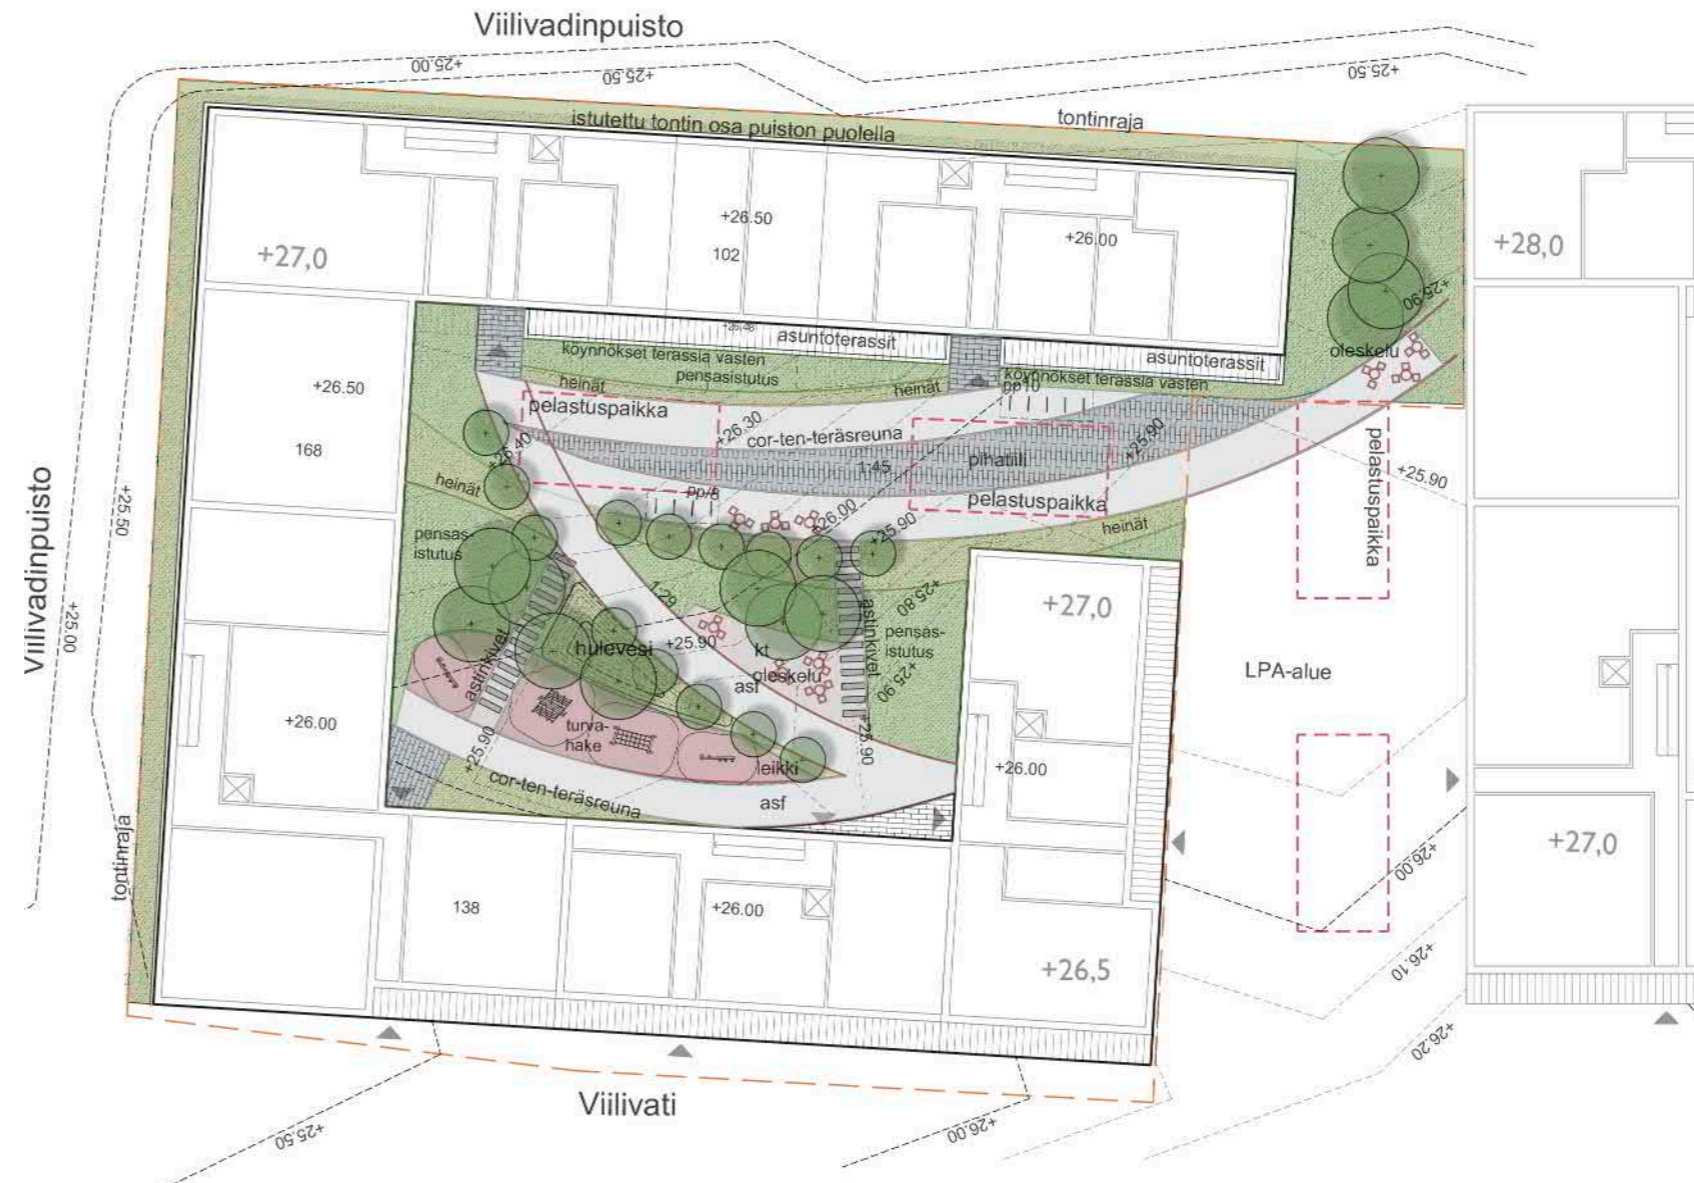 Viilivadinpuisto
+25.00
+25.50
+25.50
tontinraja
istutettu tontin osa puiston puolella
+26.50
102
+26.00
+27,0
+28,0
+25.90
+26.48
asuntoterassit
asuntoterassit
köynnökset terassia vasten
pensasistutus
köynnökset terassia vasten
oleskelu
heinät
heinät
pp10
+26.50
pelastuspaikka
+26.30
cor-ten-teräsreuna
+25.90
pelastuspaikka
168
+26.40
1:45
pihatiili
+25.90
Viilivadinpuisto
+25.50
+25.00
heinät
pp/8
pelastuspaikka
+26.00
+25.90
heinät
pensas-
istutus
1:29
+25.80
+27,0
astinkivet
pensas-
istutus
hulevesi
+25.90
kt
oleskelu
asf
+25.90
LPA-alue
astinkivet
+26.00
turva-
hake
+25.90
+25.90
leikki
+26.00
cor-ten-teräsreuna
asf
tontinraja
+26.00
+27,0
138
+26.00
+26,5
+26.10
+26.20
Viilivati
+25.50
+26.00